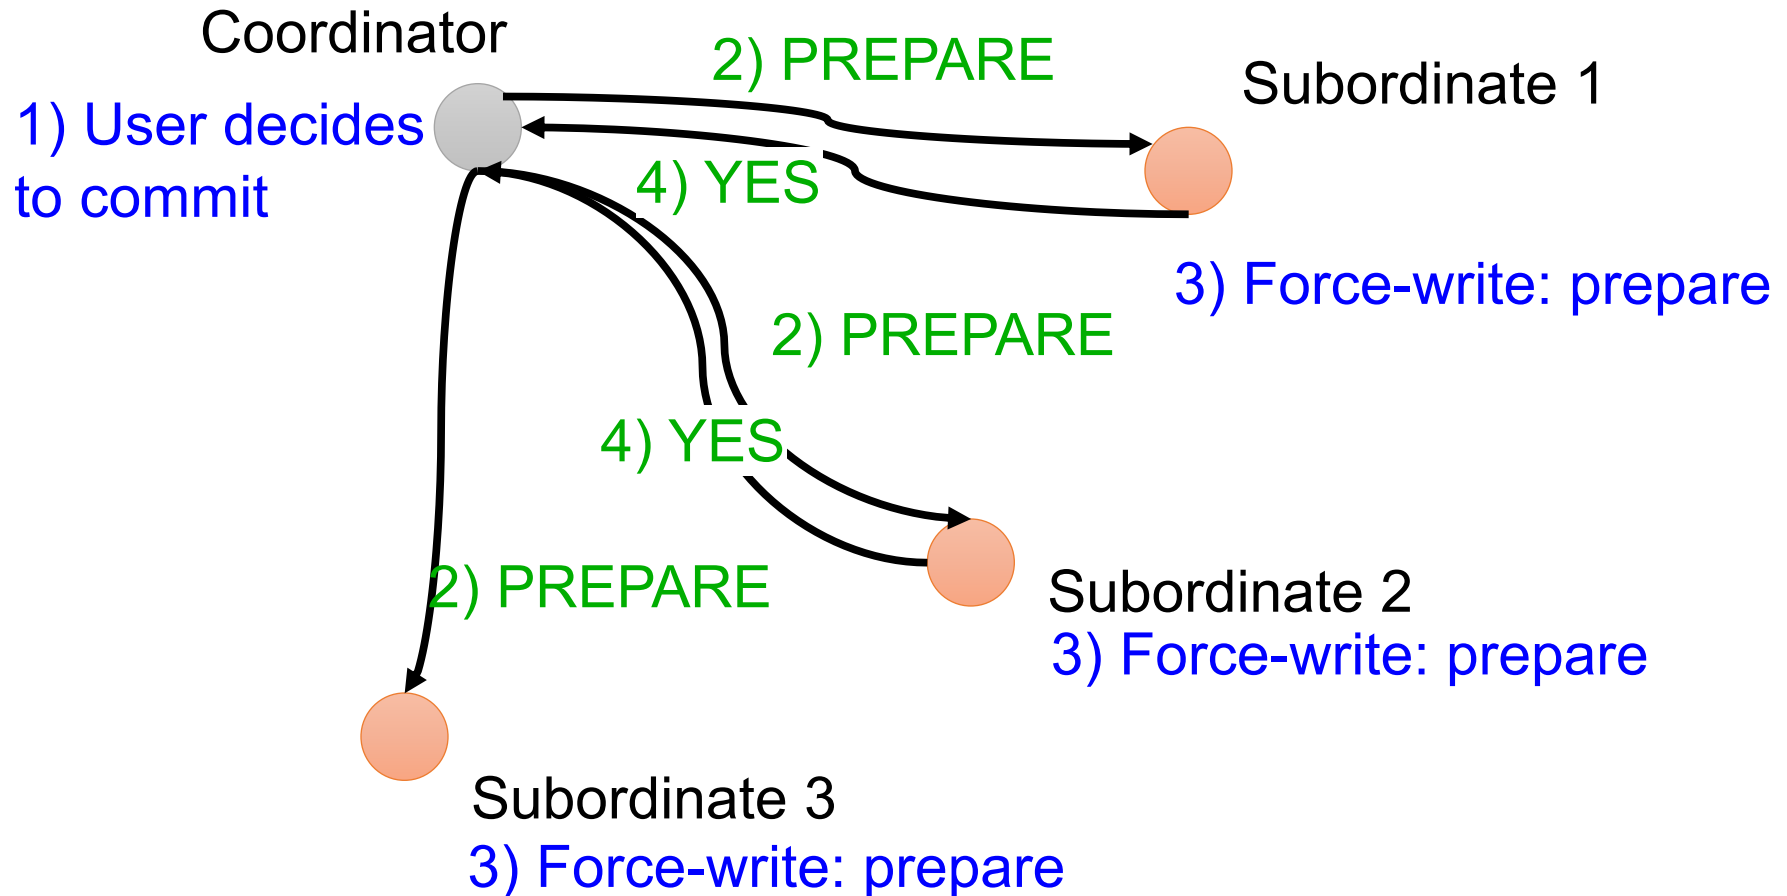 Coordinator
2) PREPARE
Subordinate 1
1) User decides
to commit
4) YES
3) Force-write: prepare
2) PREPARE
4) YES
2) PREPARE
Subordinate 2
3) Force-write: prepare
Subordinate 3
3) Force-write: prepare